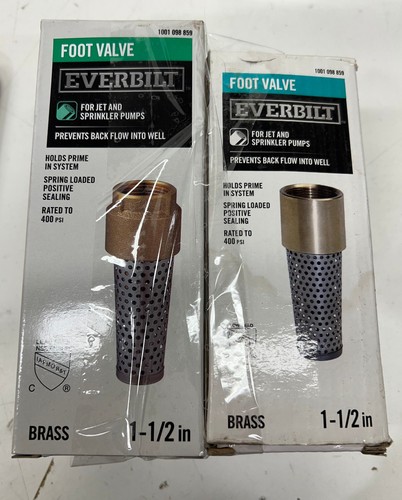 1001 098 859
FOOT VALVE
EVERBILT
FOR JET AND
SPRINKLER PUMPS
PREVENTS BACK FLOW INTO WELL
HOLDS PRIME
IN SYSTEM
SPRING LOADED
POSITIVE
SEALING
RATED TO
400 PSI
C ®
BRASS 1-1/2 in
1001 098 859
FOOT VALVE
EVERBILT
FOR JET AND
SPRINKLER PUMPS
PREVENTS BACK FLOW INTO WELL
HOLDS PRIME
IN SYSTEM
SPRING LOADED
POSITIVE
SEALING
RATED TO
400 PSI
BRASS 1-1/2 in